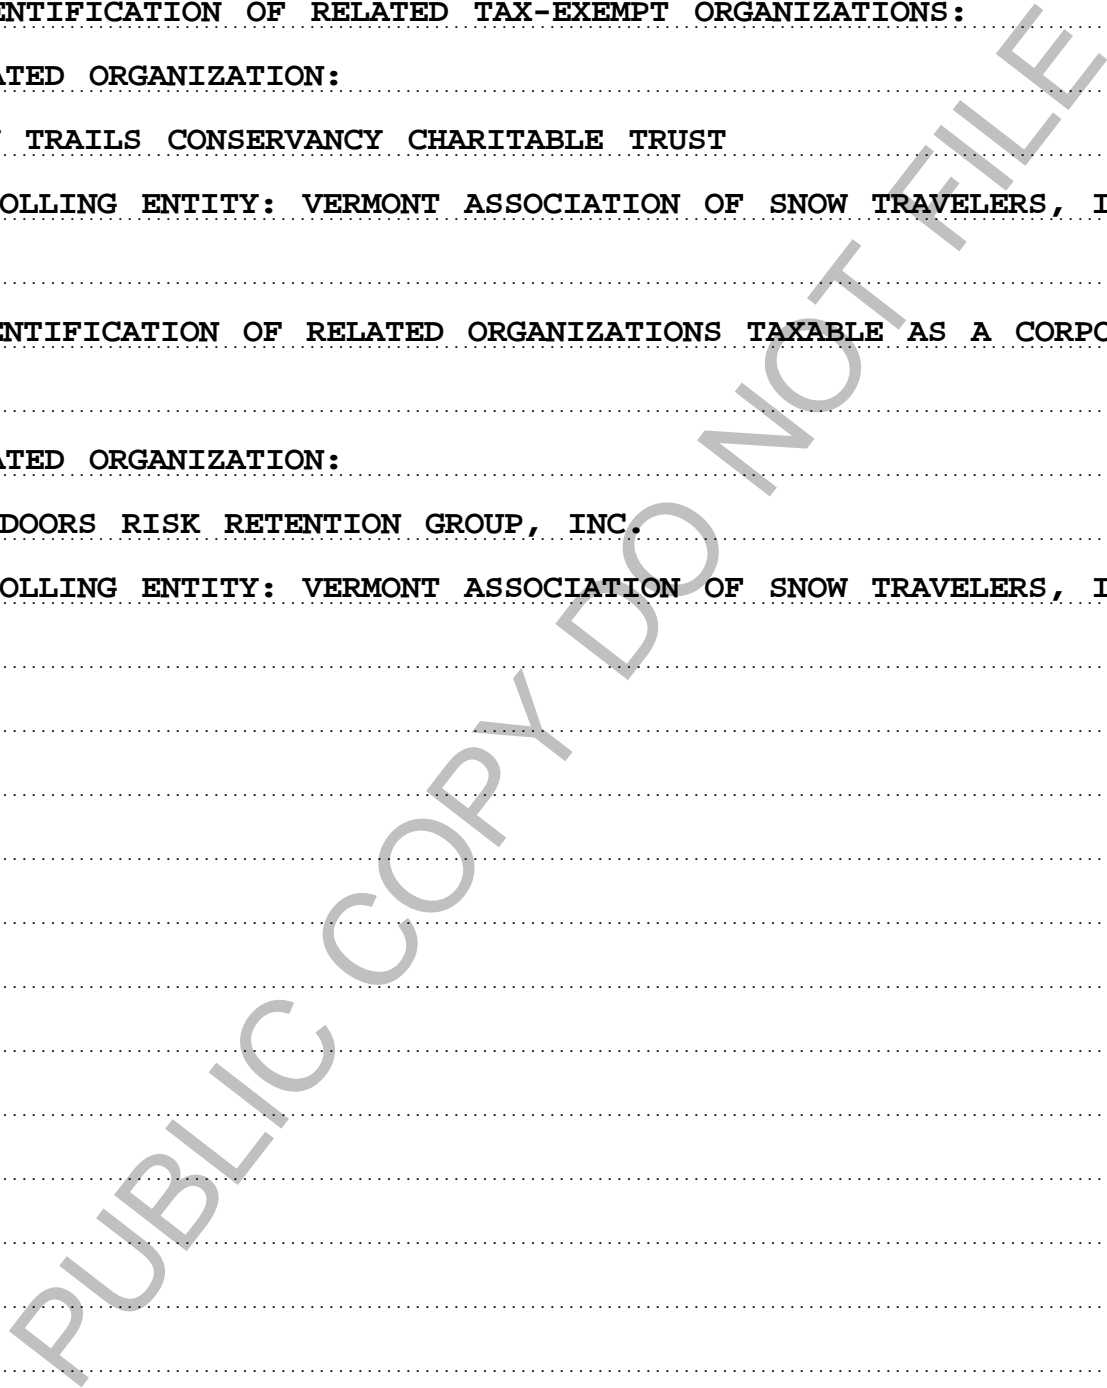 ENTIFICATION OF RELATED TAX-EXEMPT ORGANIZATIONS:
ATED ORGANIZATION:
TRAILS CONSERVANCY CHARITABLE TRUST
OLLING ENTITY: VERMONT ASSOCIATION OF SNOW TRAVELERS, I
ENTIFICATION OF RELATED ORGANIZATIONS TAXABLE AS A CORPO
ATED ORGANIZATION:
DOORS RISK RETENTION GROUP, INC.
OLLING ENTITY: VERMONT ASSOCIATION OF SNOW TRAVELERS, I
PUBLIC COPY DO NOT FILE